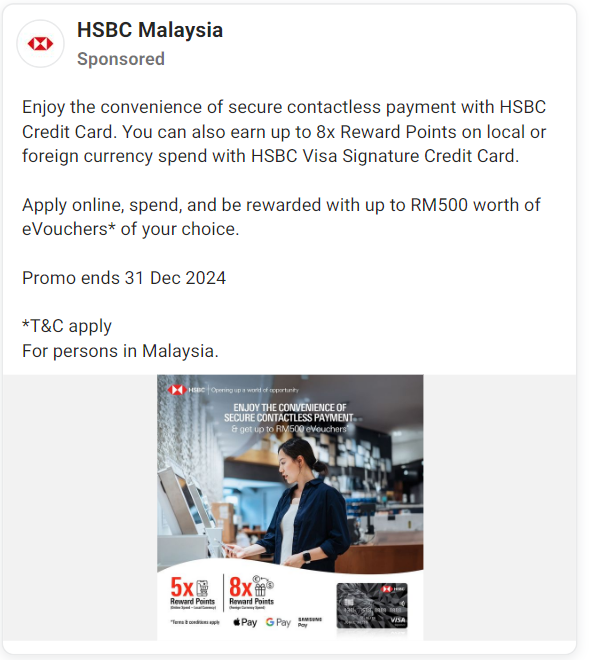 HSBC Malaysia
Sponsored
Enjoy the convenience of secure contactless payment with HSBC
Credit Card. You can also earn up to 8x Reward Points on local or
foreign currency spend with HSBC Visa Signature Credit Card.
Apply online, spend, and be rewarded with up to RM500 worth of
eVouchers* of your choice.
Promo ends 31 Dec 2024
*T&C apply
For persons in Malaysia.
HSBC | Opening up a world of opportunity
ENJOY THE CONVENIENCE OF
SECURE CONTACTLESS PAYMENT
& get up to RM500 eVouchers*
5x
Reward Points
(Online Spend – Local Currency)
8x
Reward Points
(Foreign Currency Spend)
*Terms & conditions apply
Pay
G Pay
SAMSUNG
Pay
HSBC
VISA